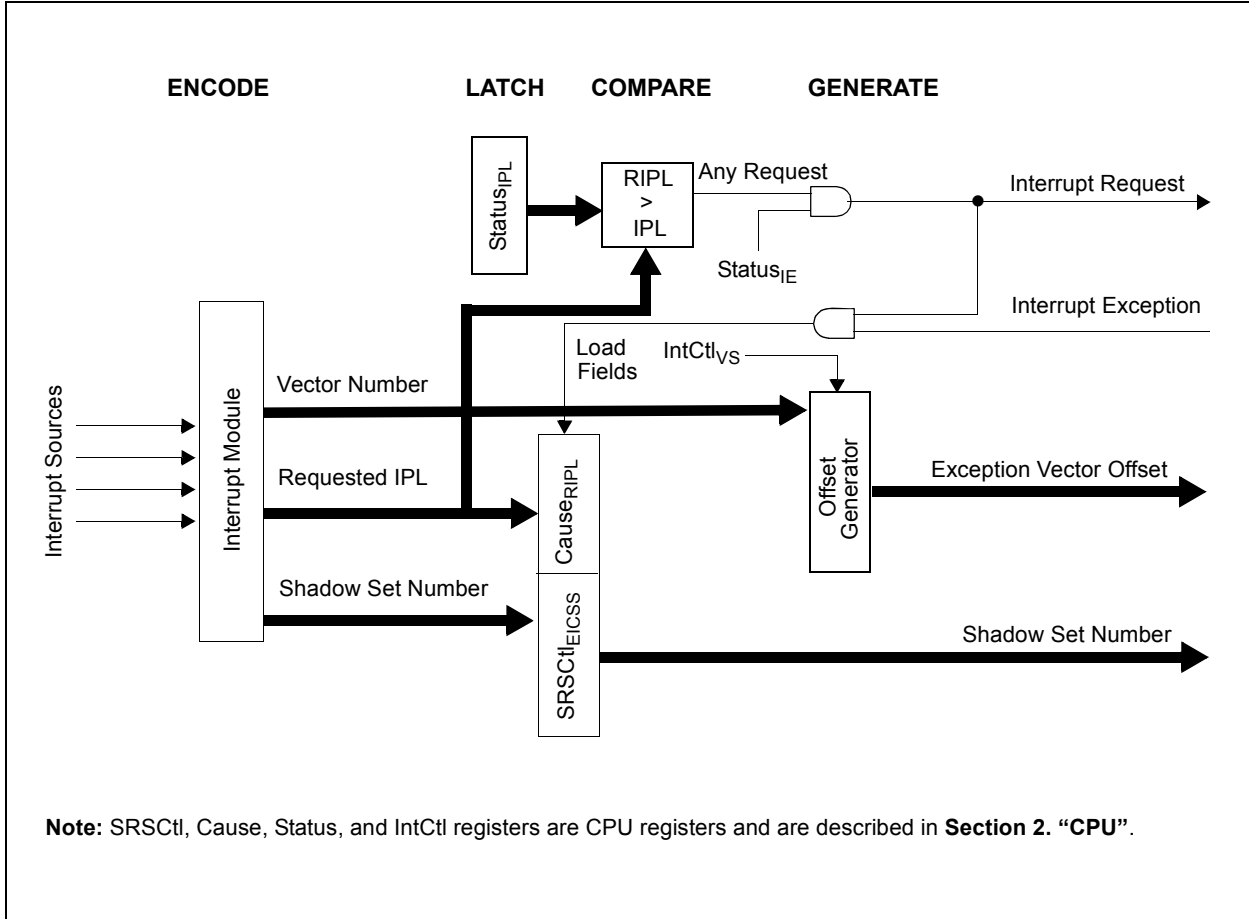 ENCODE
LATCH
COMPARE
GENERATE
Status_IPL
RIPL
>
IPL
Any Request
Interrupt Request
Status_IE
Interrupt Exception
Load
Fields
IntCtl_VS
Interrupt Sources
Interrupt Module
Vector Number
Requested IPL
Cause_RIPL
Offset
Generator
Exception Vector Offset
Shadow Set Number
SRSCtl_EICSS
Shadow Set Number
Note: SRSCtl, Cause, Status, and IntCtl registers are CPU registers and are described in Section 2. “CPU”.